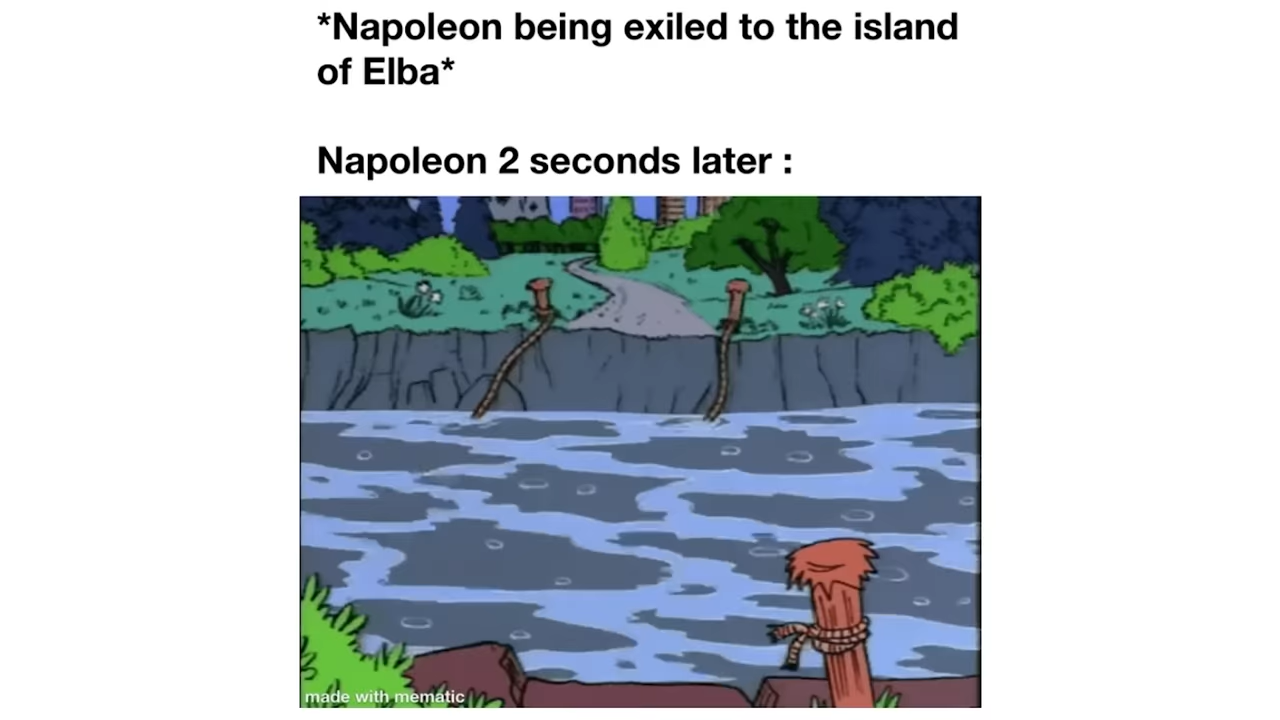 *Napoleon being exiled to the island
of Elba*
Napoleon 2 seconds later :
made with mematic